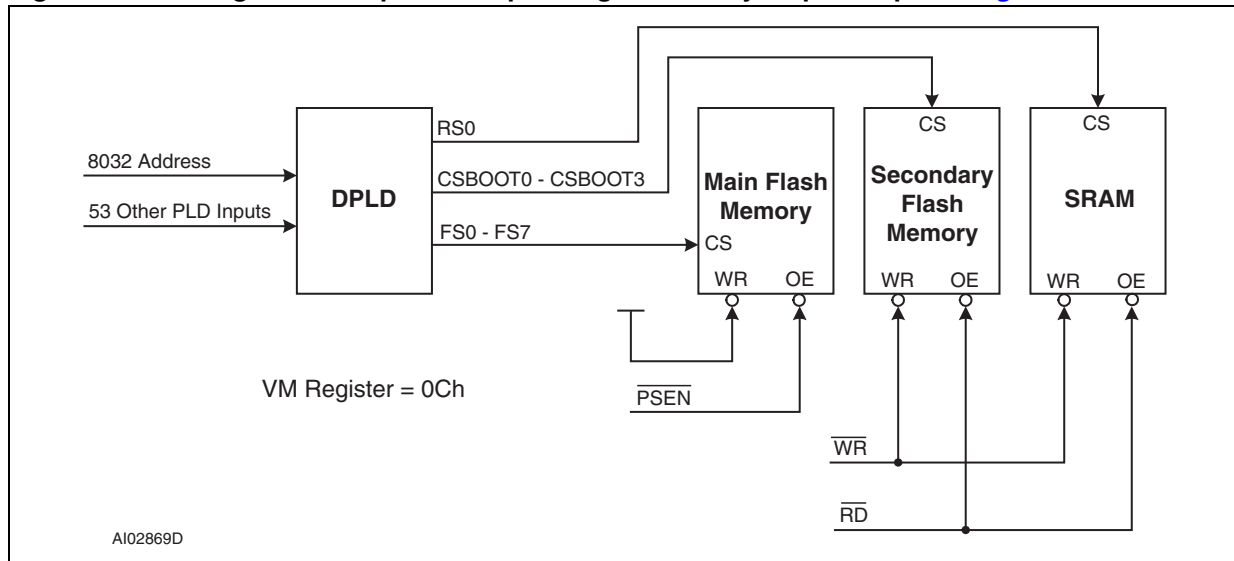 RS0
8032 Address
CSBOOT0 - CSBOOT3
53 Other PLD Inputs
DPLD
FS0 - FS7
Main Flash
Memory
CS
WR OE
CS
Secondary
Flash
Memory
WR OE
CS
SRAM
WR OE
VM Register = 0Ch
PSEN
WR
RD
AI02869D